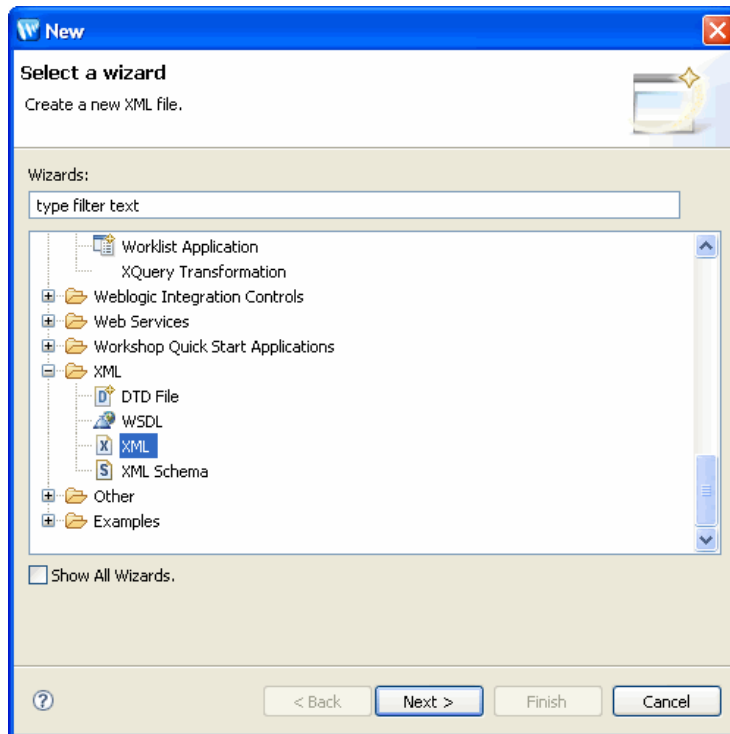 New
Select a wizard
Create a new XML file.
Wizards:
type filter text
Worklist Application
XQuery Transformation
Weblogic Integration Controls
Web Services
Workshop Quick Start Applications
XML
DTD File
WSDL
XML
XML Schema
Other
Examples
Show All Wizards.
< Back Next > Finish Cancel